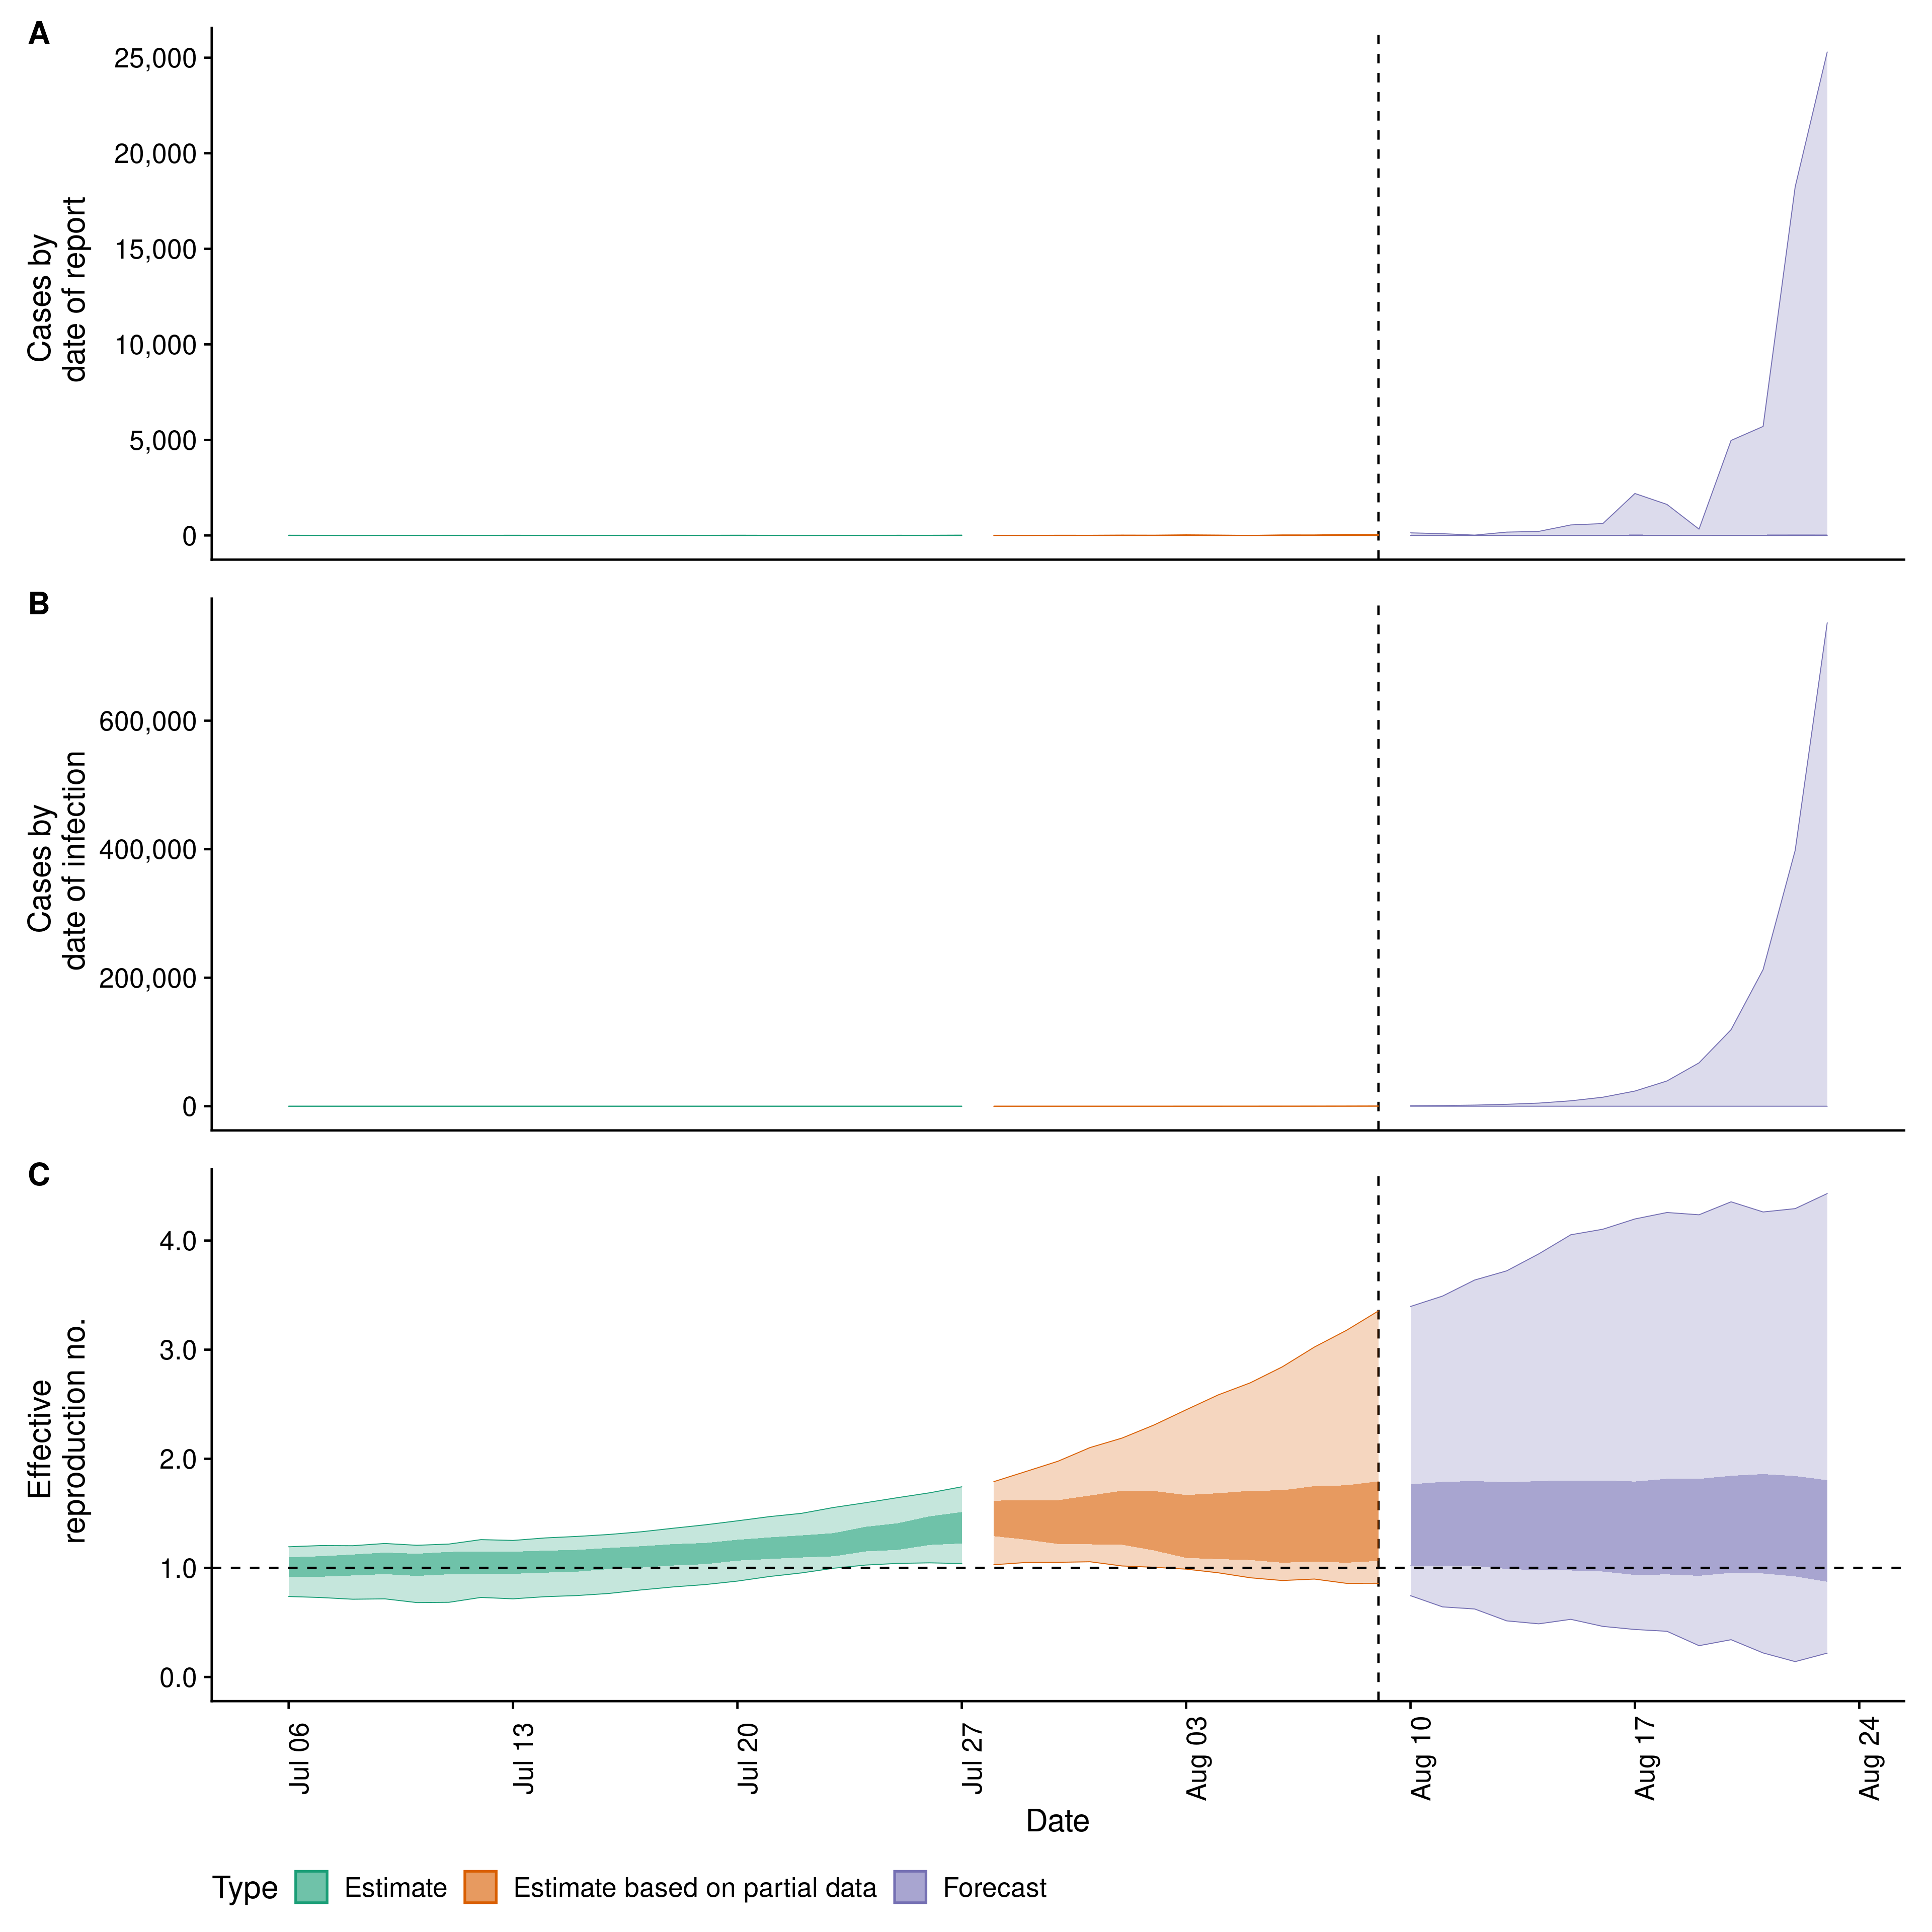 A
25,000
20,000
15,000
10,000
5,000
0
Cases by
date of report
B
600,000
400,000
200,000
0
Cases by
date of infection
C
4.0
3.0
2.0
1.0
0.0
Effective
reproduction no.
Jul 06
Jul 13
Jul 20
Jul 27
Aug 03
Aug 10
Aug 17
Aug 24
Date
Type Estimate Estimate based on partial data Forecast